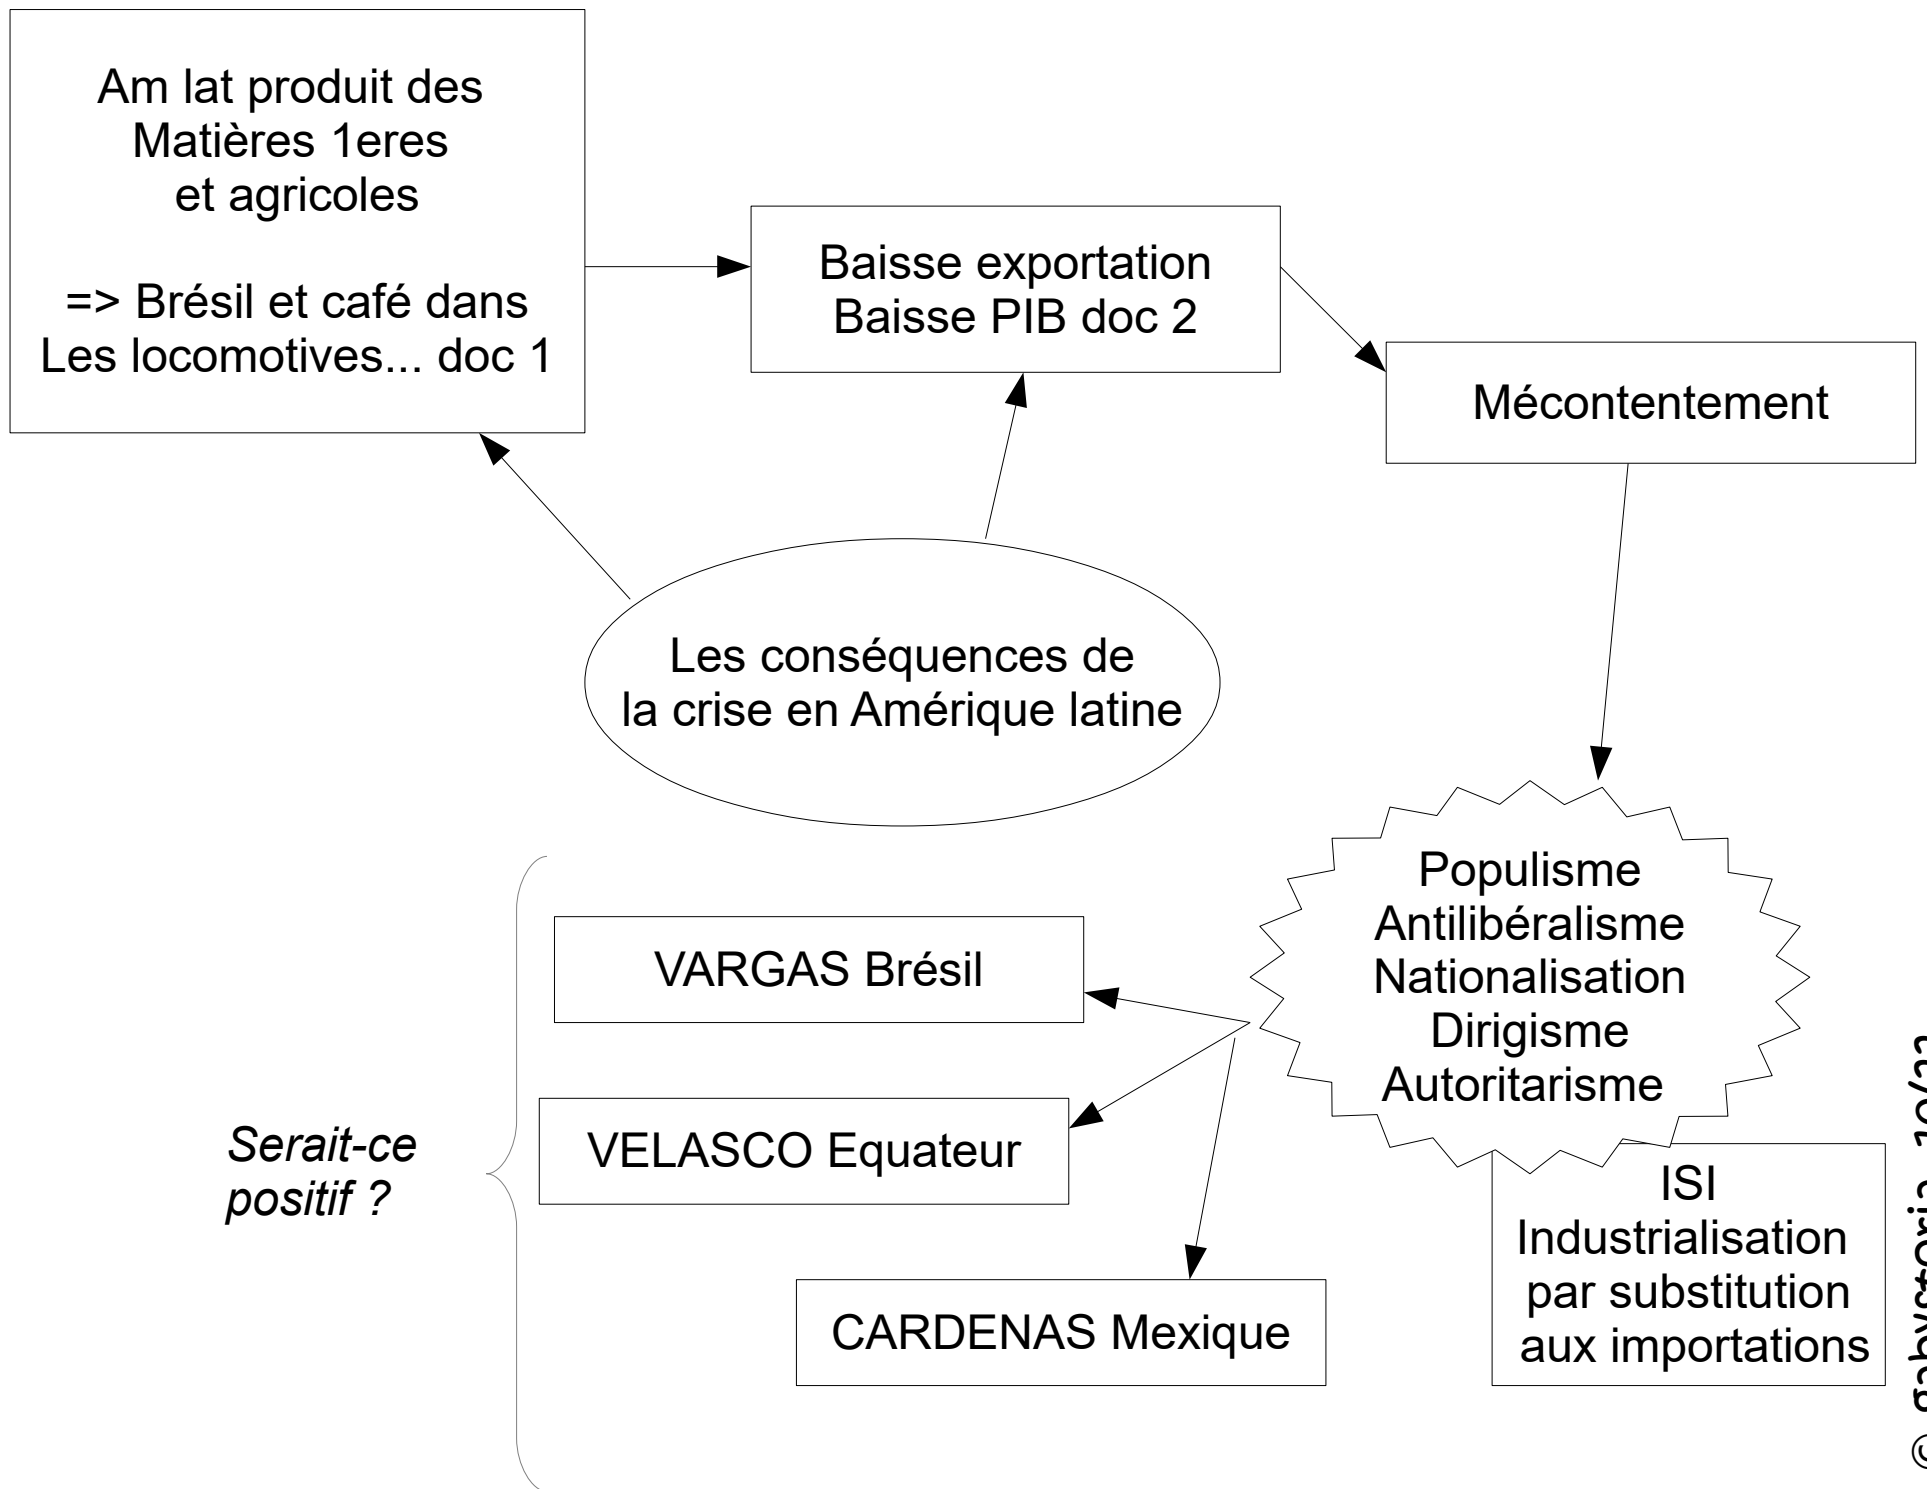 Am lat produit des
Matières 1eres
et agricoles
=> Brésil et café dans
Les locomotives... doc 1
Baisse exportation
Baisse PIB doc 2
Mécontentement
Les conséquences de
la crise en Amérique latine
Populisme
Antilibéralisme
Nationalisation
Dirigisme
Autoritarisme
VARGAS Brésil
VELASCO Equateur
CARDENAS Mexique
Serait-ce
positif ?
ISI
Industrialisation
par substitution
aux importations
©